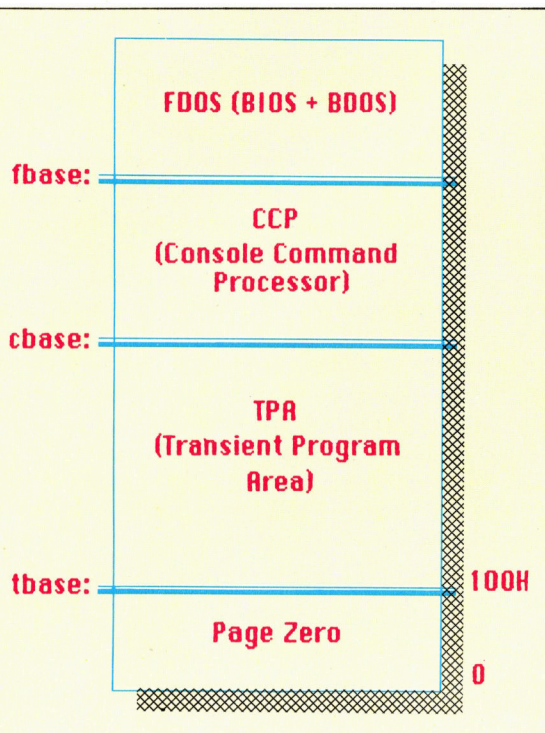 FDOS (BIOS + BDOS)
fbase:
CCP
(Console Command
Processor)
cbase:
TPA
(Transient Program
Area)
tbase:
100H
Page Zero
0